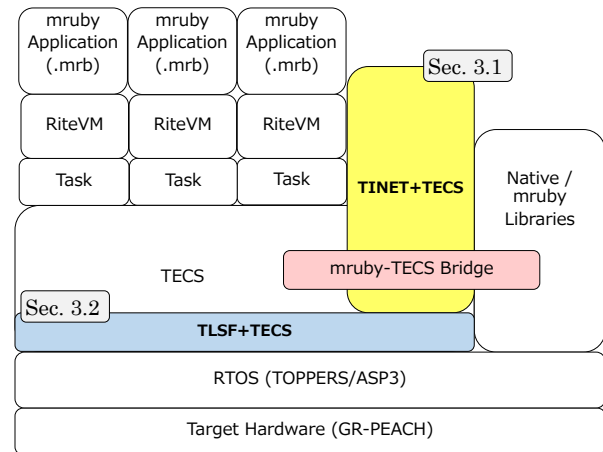 mruby
Application
(.mrb)
mruby
Application
(.mrb)
mruby
Application
(.mrb)
Sec. 3.1
RiteVM
RiteVM
RiteVM
Task
Task
Task
TINET+TECS
Native /
mruby
Libraries
TECS
mruby-TECS Bridge
Sec. 3.2
TLSF+TECS
RTOS (TOPPERS/ASP3)
Target Hardware (GR-PEACH)